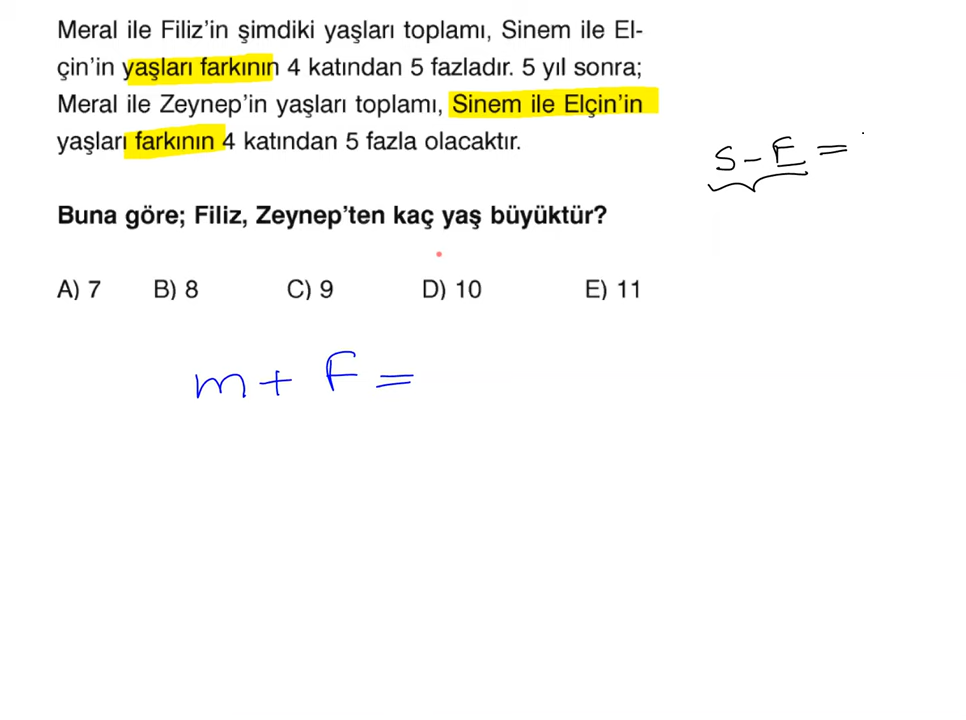 Meral ile Filiz'in şimdiki yaşları toplamı, Sinem ile El-
çin'in yaşları farkının 4 katından 5 fazladır. 5 yıl sonra;
Meral ile Zeynep'in yaşları toplamı, Sinem ile Elçin'in
yaşları farkının 4 katından 5 fazla olacaktır.
S - E =
Buna göre; Filiz, Zeynep'ten kaç yaş büyüktür?
A) 7 B) 8 C) 9 D) 10 E) 11
m + F =